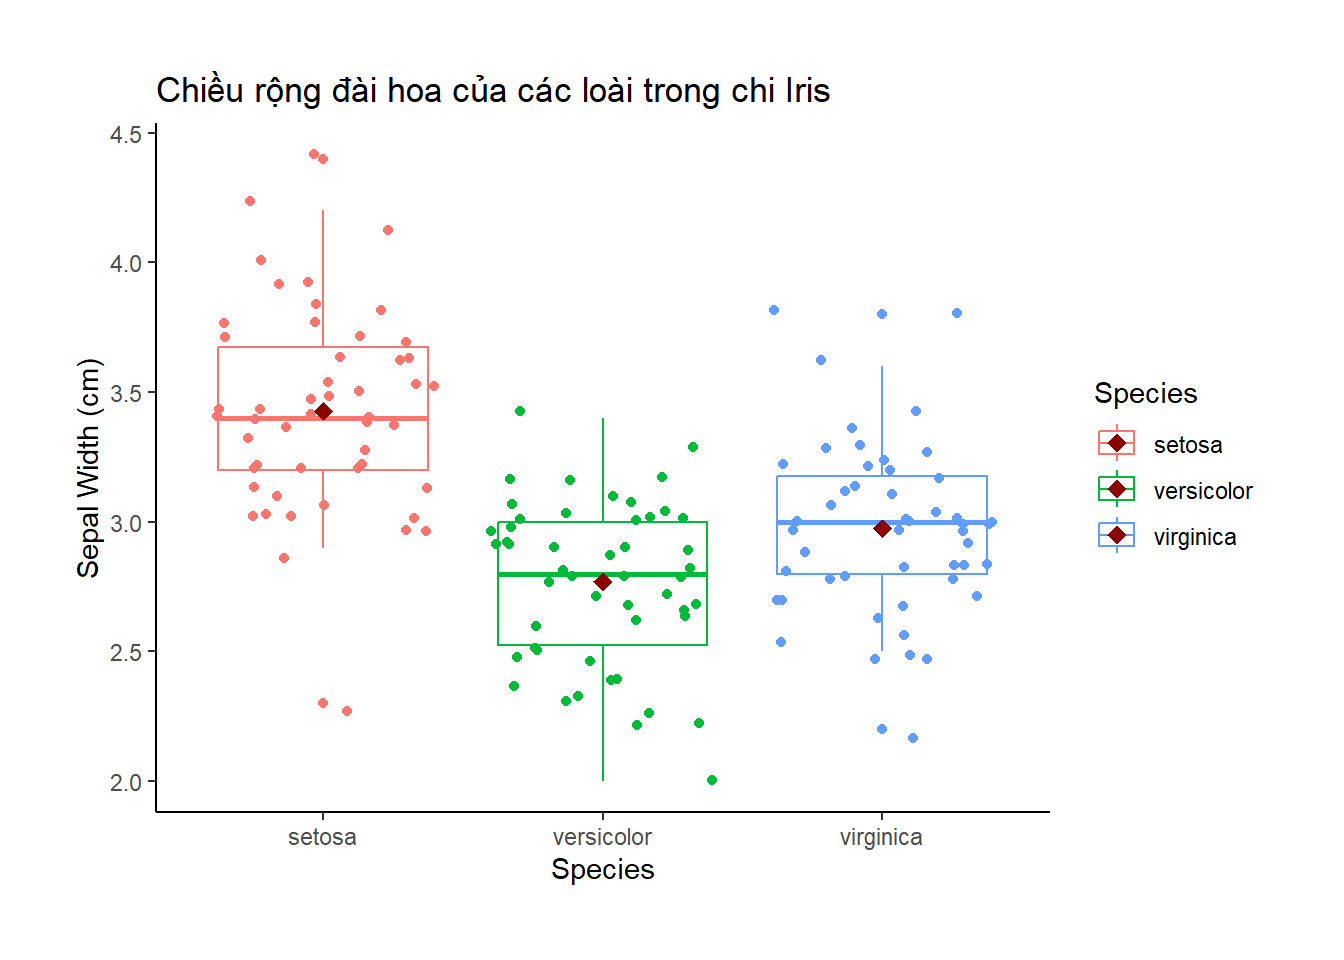 Chiều rộng đài hoa của các loài trong chi Iris
4.5
4.0
3.5
3.0
2.5
2.0
Sepal Width (cm)
setosa
versicolor
virginica
Species
Species
setosa
versicolor
virginica